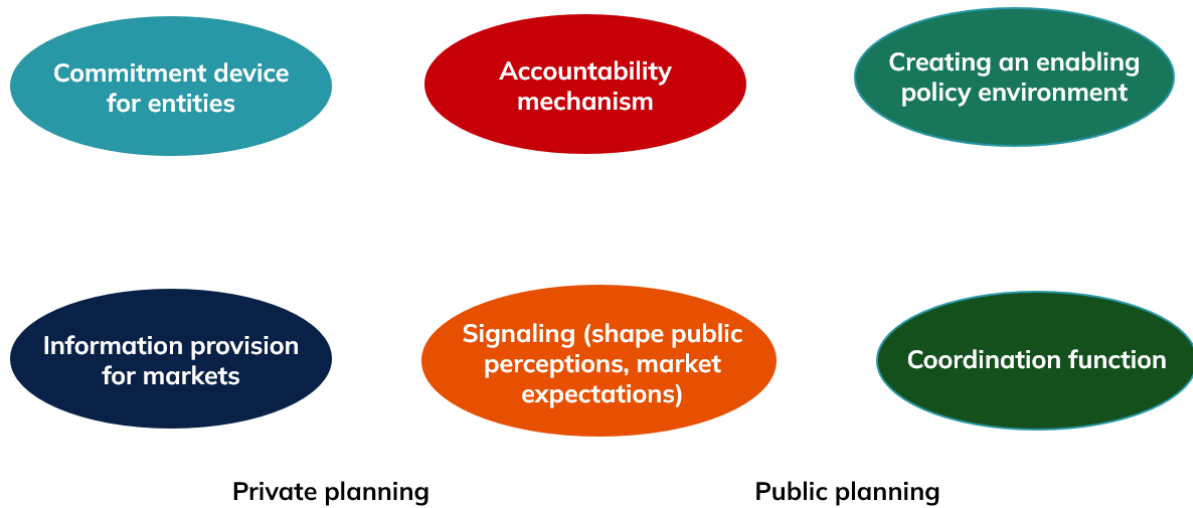 Commitment device
for entities
Accountability
mechanism
Creating an enabling
policy environment
Information provision
for markets
Signaling (shape public
perceptions, market
expectations)
Coordination function
Private planning
Public planning